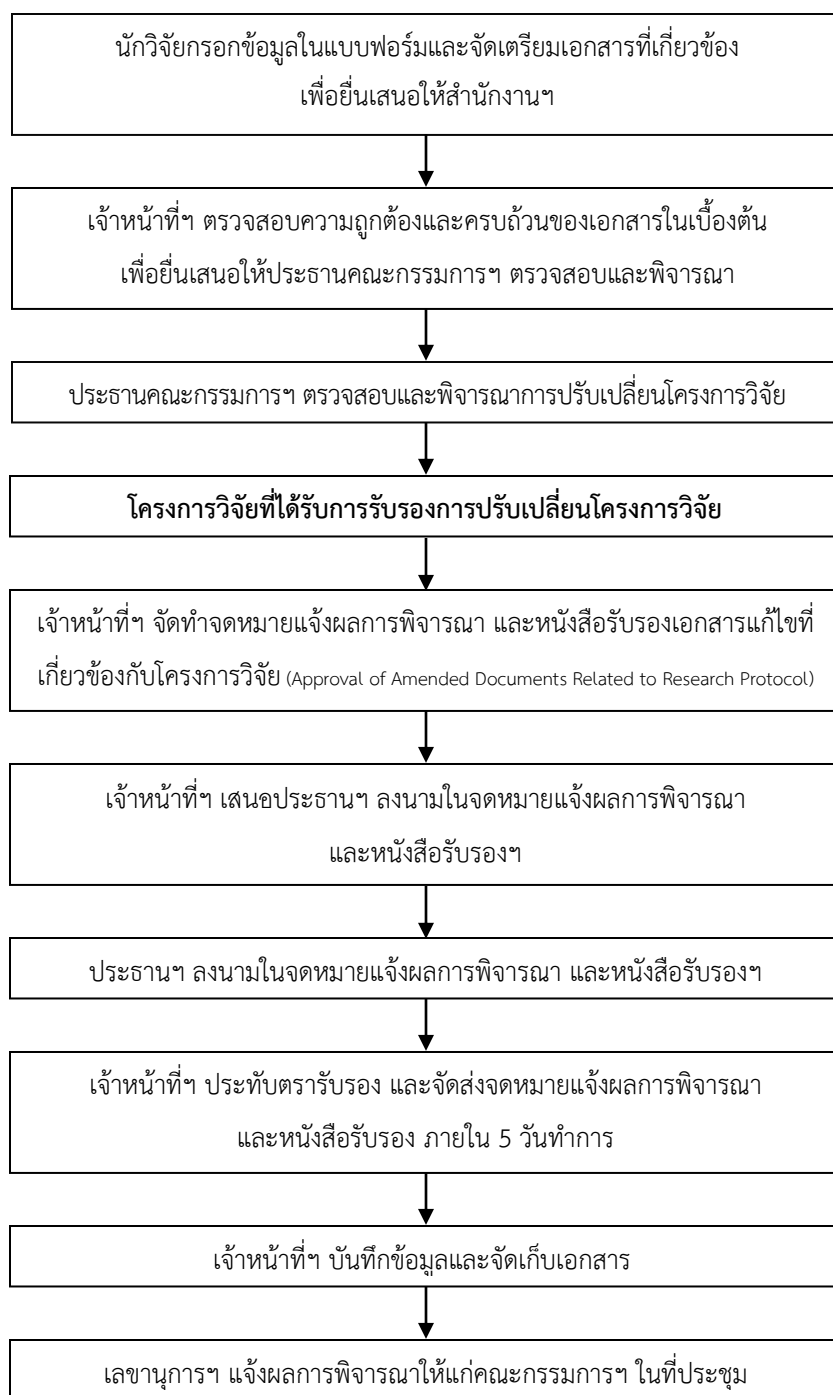 นักวิจัยกรอกข้อมูลในแบบฟอร์มและจัดเตรียมเอกสารที่เกี่ยวข้อง
เพื่อยื่นเสนอให้สำนักงานฯ
เจ้าหน้าที่ฯ ตรวจสอบความถูกต้องและครบถ้วนของเอกสารในเบื้องต้น
เพื่อยื่นเสนอให้ประธานคณะกรรมการฯ ตรวจสอบและพิจารณา
ประธานคณะกรรมการฯ ตรวจสอบและพิจารณาการปรับเปลี่ยนโครงการวิจัย
โครงการวิจัยที่ได้รับการรับรองการปรับเปลี่ยนโครงการวิจัย
เจ้าหน้าที่ฯ จัดทำจดหมายแจ้งผลการพิจารณา และหนังสือรับรองเอกสารแก้ไขที่
เกี่ยวข้องกับโครงการวิจัย (Approval of Amended Documents Related to Research Protocol)
เจ้าหน้าที่ฯ เสนอประธานฯ ลงนามในจดหมายแจ้งผลการพิจารณา
และหนังสือรับรองฯ
ประธานฯ ลงนามในจดหมายแจ้งผลการพิจารณา และหนังสือรับรองฯ
เจ้าหน้าที่ฯ ประทับตรารับรอง และจัดส่งจดหมายแจ้งผลการพิจารณา
และหนังสือรับรอง ภายใน 5 วันทำการ
เจ้าหน้าที่ฯ บันทึกข้อมูลและจัดเก็บเอกสาร
เลขานุการฯ แจ้งผลการพิจารณาให้แก่คณะกรรมการฯ ในที่ประชุม